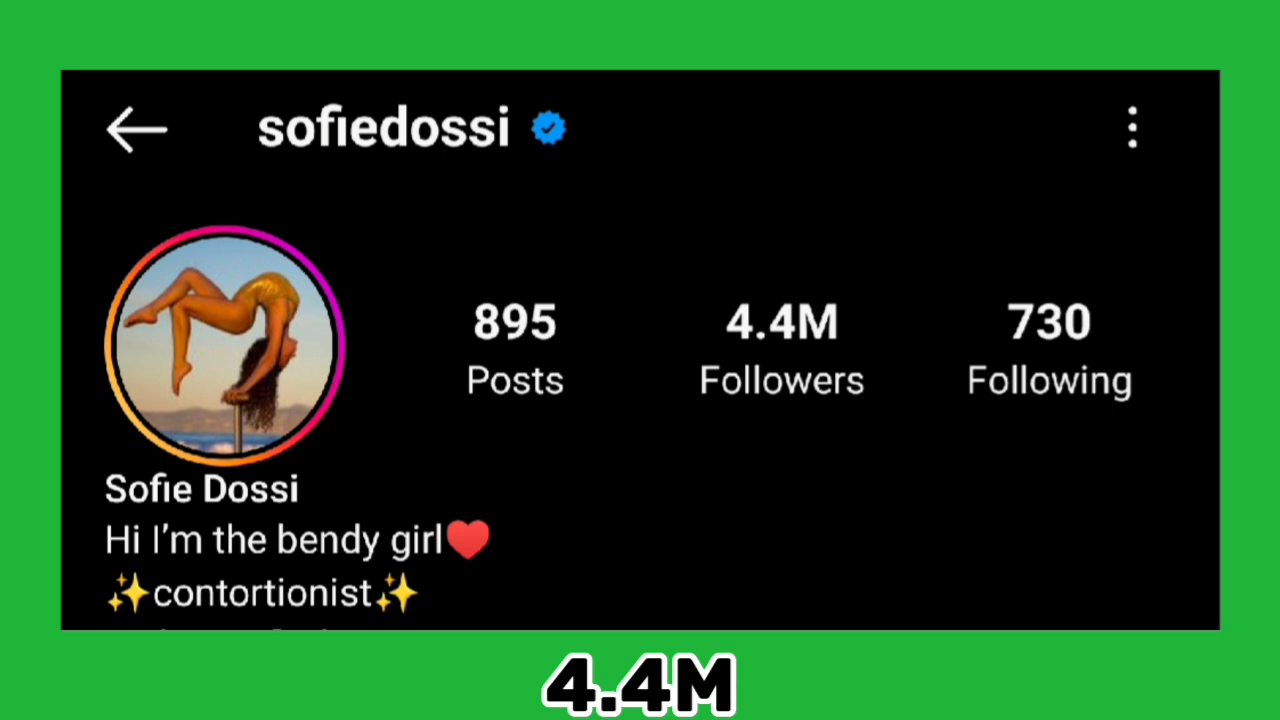 sofiedossi
895 4.4M 730
Posts Followers Following
Sofie Dossi
Hi I'm the bendy girl♥️
✨contortionist✨
4.4M